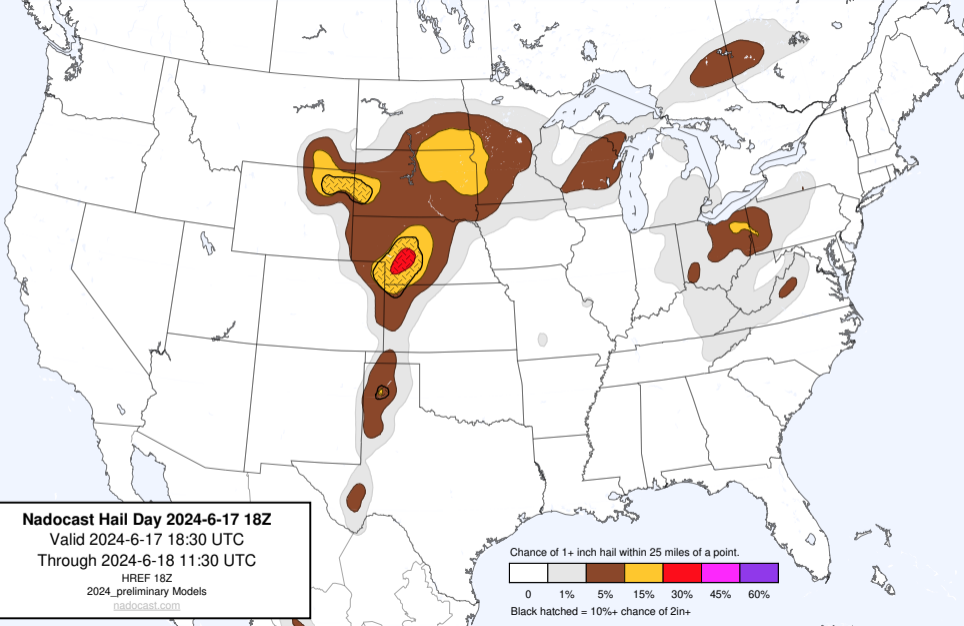 Nadocast Hail Day 2024-6-17 18Z
Valid 2024-6-17 18:30 UTC
Through 2024-6-18 11:30 UTC
HREF 18Z
2024_preliminary Models
nadocast.com
Chance of 1+ inch hail within 25 miles of a point.
0 1% 5% 15% 30% 45% 60%
Black hatched = 10%+ chance of 2in+